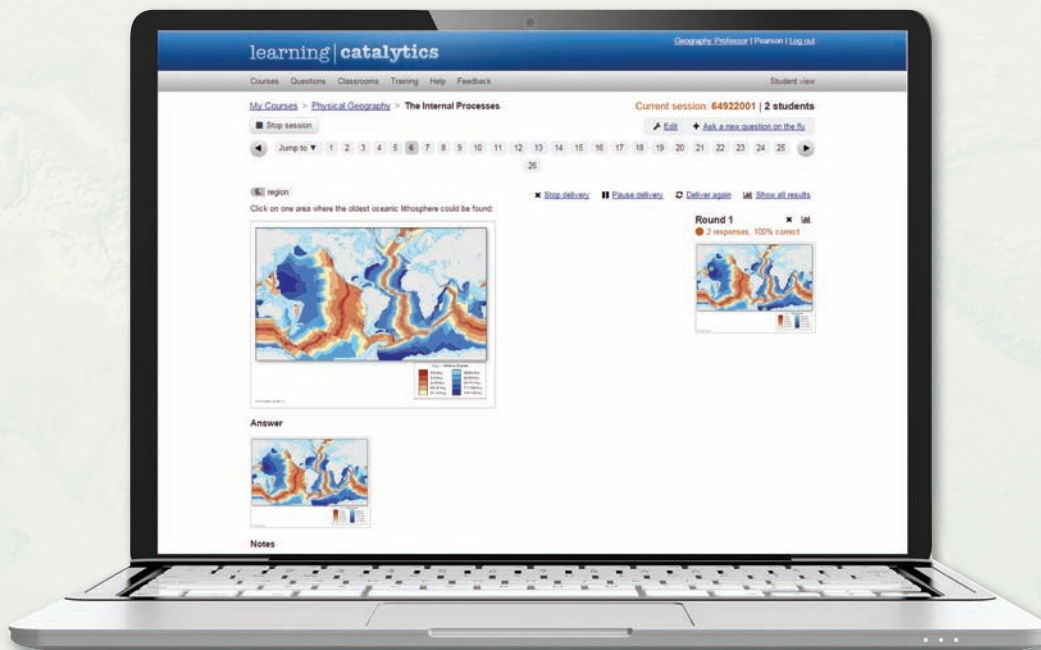 learning | catalytics
Geography Professor | Pearson | Log out
Courses Questions Classrooms Training Help Feedback
Student view
My Courses > Physical Geography > The Internal Processes
Current session: 64922001 | 2 students
Stop session
Edit + Ask a new question on the fly
Jump to ▼ 1 2 3 4 5 6 7 8 9 10 11 12 13 14 15 16 17 18 19 20 21 22 23 24 25
26
6. region
Stop delivery Pause delivery Deliver again Show all results
Click on one area where the oldest oceanic lithosphere could be found:
Round 1
2 responses, 100% correct
Answer
Notes